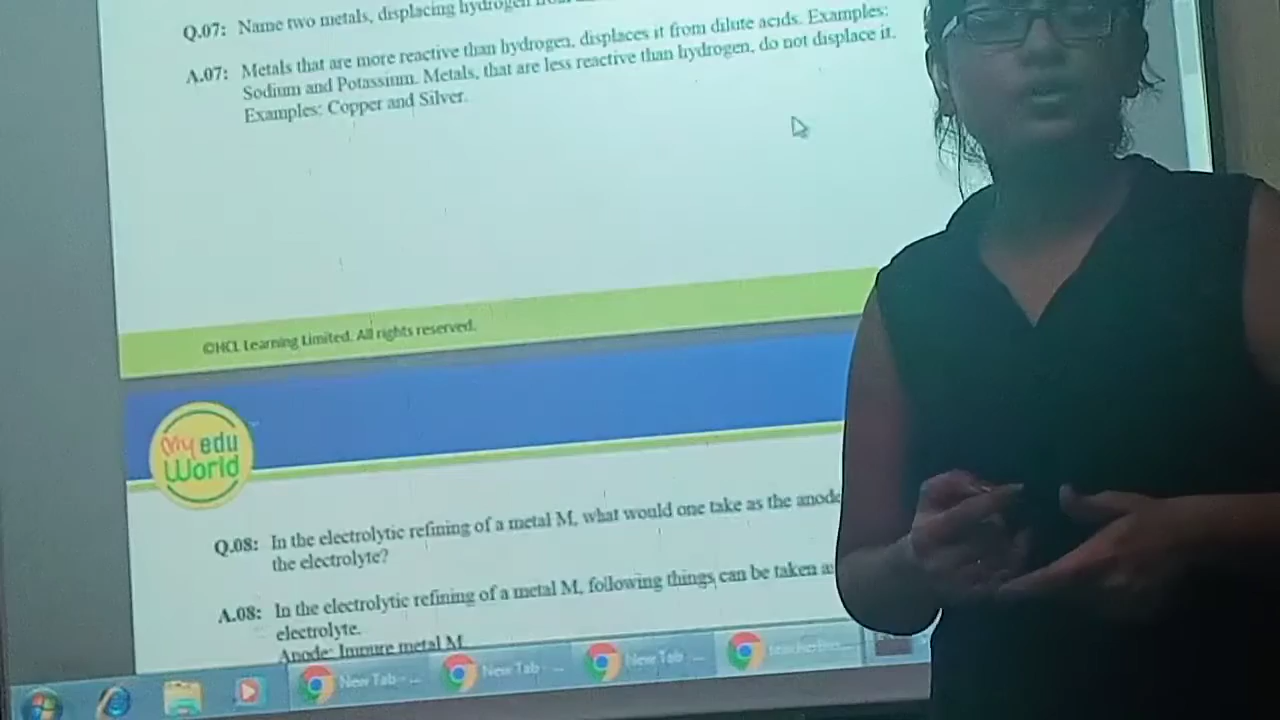 Q.07: Name two metals, displacing hydrogen from
A.07: Metals that are more reactive than hydrogen, displaces it from dilute acids. Examples:
Sodium and Potassium. Metals, that are less reactive than hydrogen, do not displace it.
Examples: Copper and Silver.
©HCL Learning Limited. All rights reserved.
My edu
World
Q.08: In the electrolytic refining of a metal M, what would one take as the anode
the electrolyte?
A.08: In the electrolytic refining of a metal M, following things can be taken
electrolyte.
Anode: Impure metal M
New Tab - ...
New Tab - ...
New Tab - ...